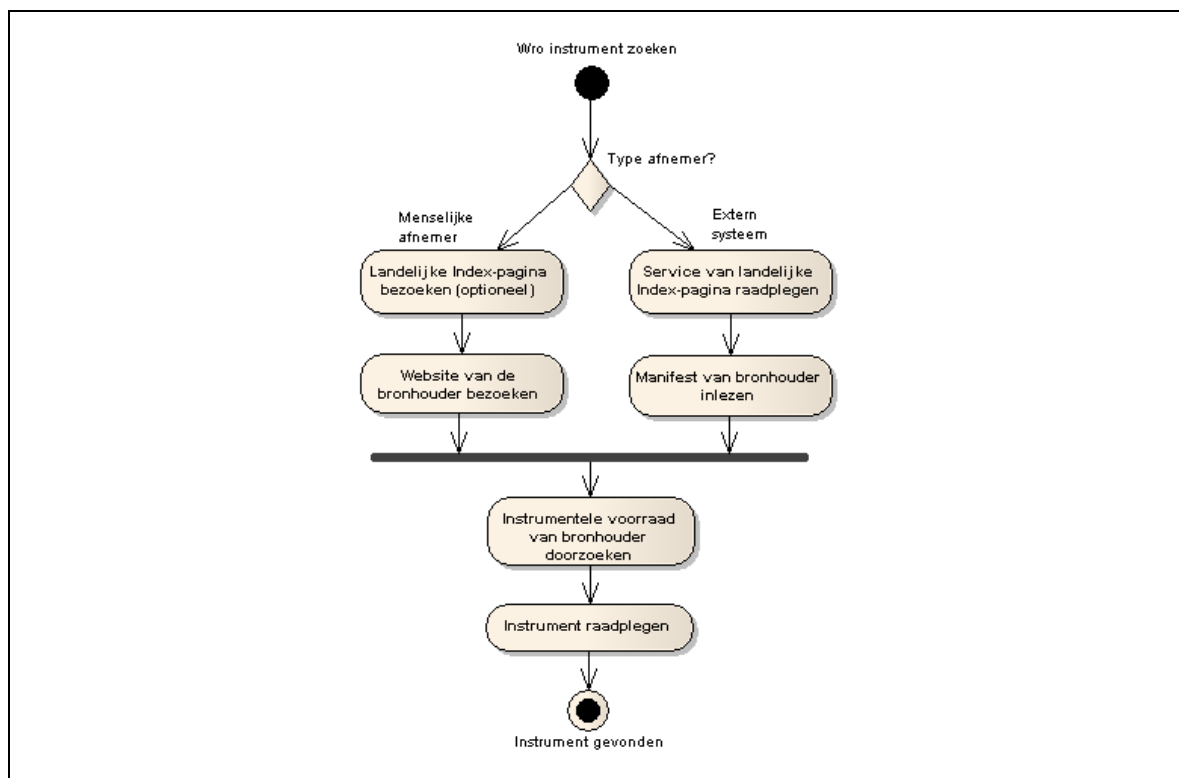 Wro instrument zoeken
Type afnemer?
Menselijke
afnemer
Extern
systeem
Landelijke Index-pagina
bezoeken (optioneel)
Service van landelijke
Index-pagina raadplegen
Website van de
bronhouder bezoeken
Manifest van bronhouder
inlezen
Instrumentele voorraad
van bronhouder
doorzoeken
Instrument raadplegen
Instrument gevonden